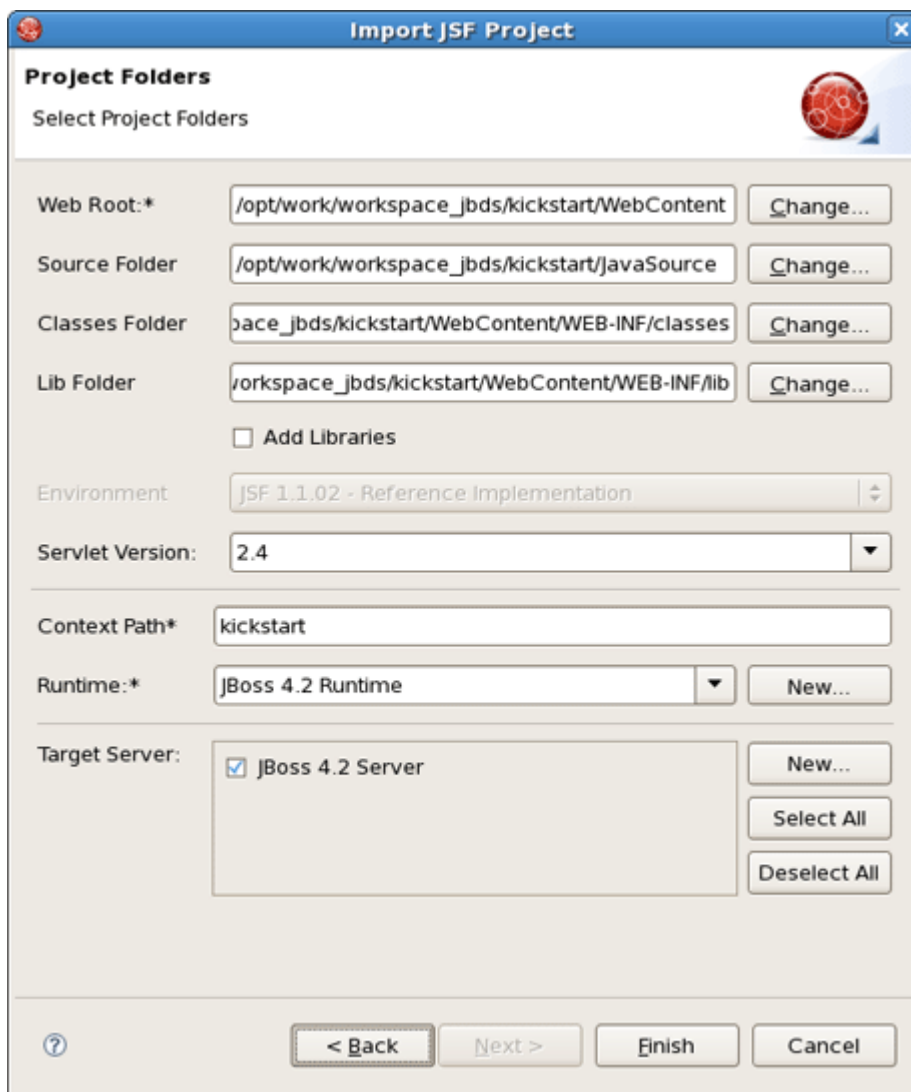 Import JSF Project
Project Folders
Select Project Folders
Web Root:* /opt/work/workspace_jbds/kickstart/WebContent Change...
Source Folder /opt/work/workspace_jbds/kickstart/JavaSource Change...
Classes Folder pace_jbds/kickstart/WebContent/WEB-INF/classes Change...
Lib Folder workspace_jbds/kickstart/WebContent/WEB-INF/lib Change...
Add Libraries
Environment JSF 1.1.02 - Reference Implementation
Servlet Version: 2.4
Context Path* kickstart
Runtime:* JBoss 4.2 Runtime New...
Target Server: JBoss 4.2 Server New...
Select All
Deselect All
? < Back Next > Finish Cancel